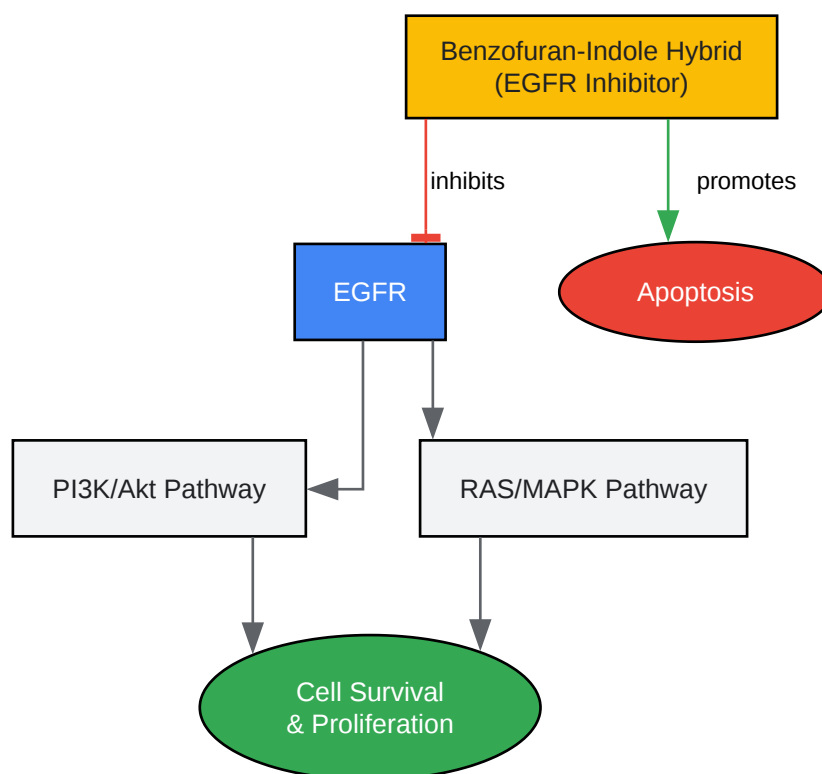 Benzofuran-Indole Hybrid
(EGFR Inhibitor)
inhibits
promotes
EGFR
Apoptosis
PI3K/Akt Pathway
RAS/MAPK Pathway
Cell Survival
& Proliferation